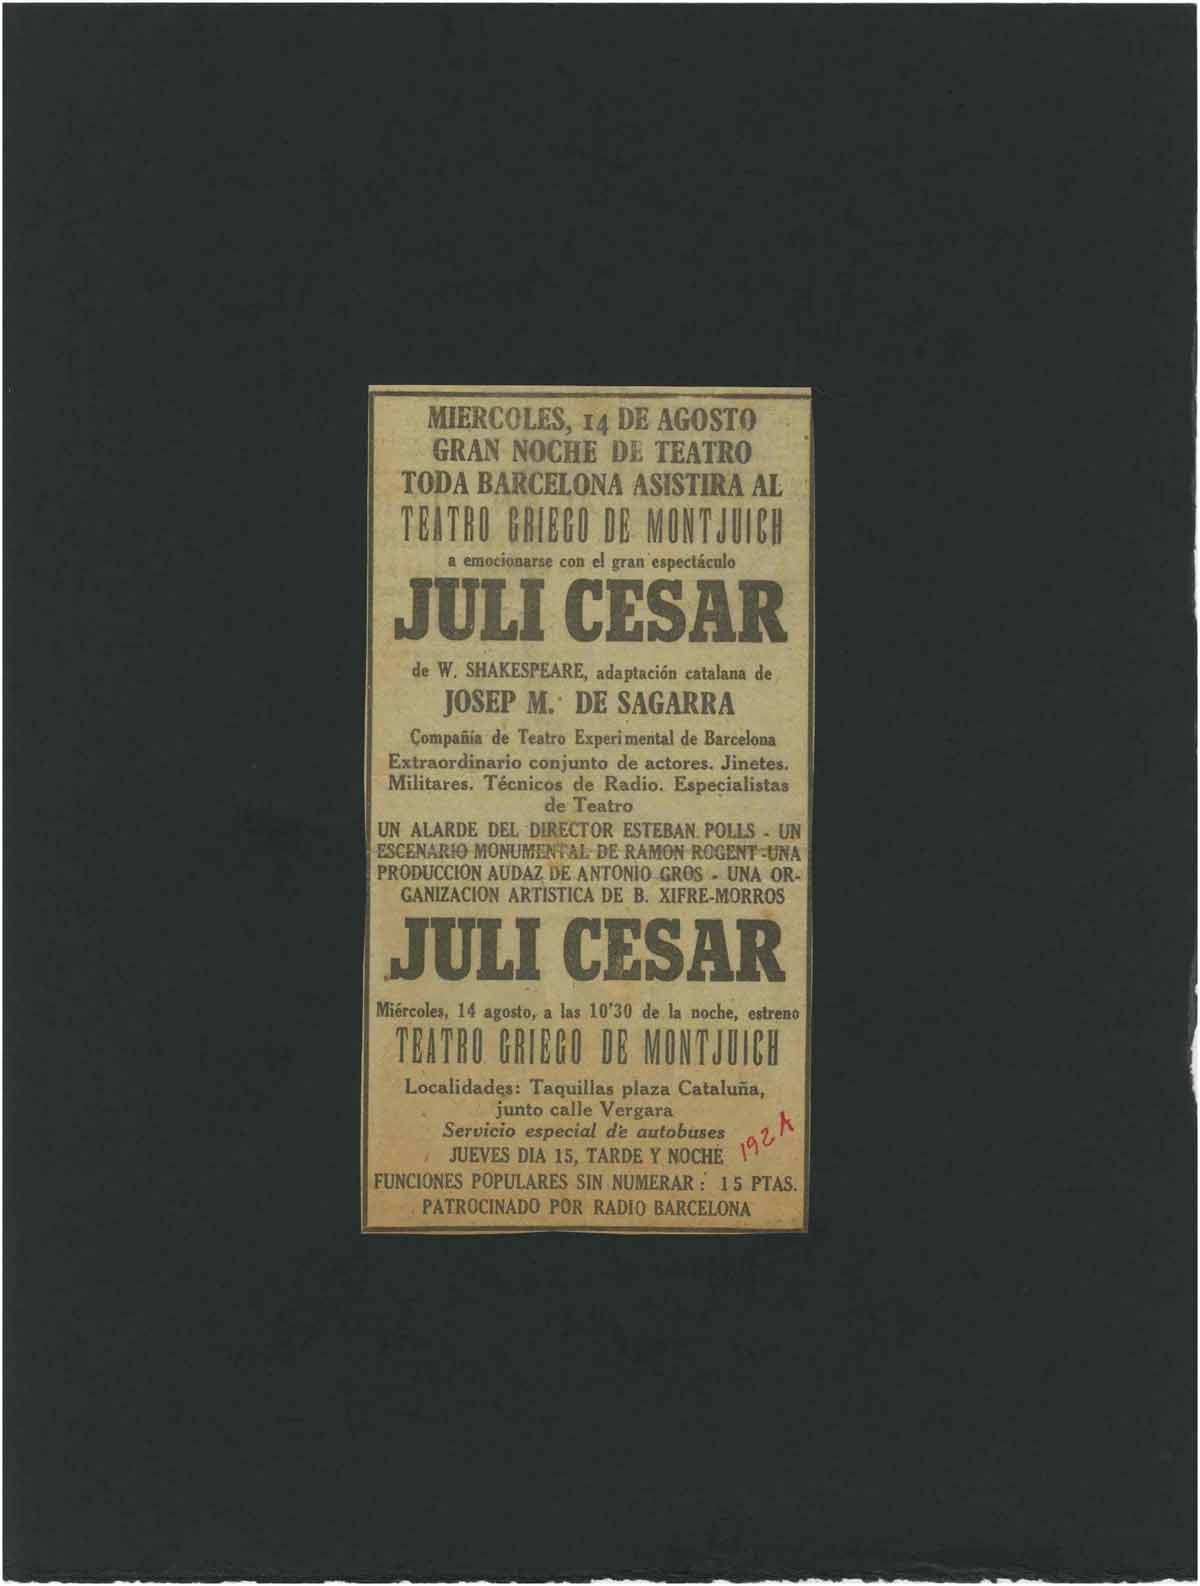 MIERCOLES, 14 DE AGOSTO
GRAN NOCHE DE TEATRO
TODA BARCELONA ASISTIRA AL
TEATRO GRIEGO DE MONTJUICH
a emocionarse con el gran espectáculo
JULI CESAR
de W. SHAKESPEARE, adaptación catalana de
JOSEP M. DE SAGARRA
Compañía de Teatro Experimental de Barcelona
Extraordinario conjunto de actores. Jinetes.
Militares. Técnicos de Radio. Especialistas
de Teatro
UN ALARDE DEL DIRECTOR ESTEBAN POLLS - UN
ESCENARIO MONUMENTAL DE RAMON ROGENT - UNA
PRODUCCION AUDAZ DE ANTONIO GROS - UNA OR-
GANIZACION ARTISTICA DE B. XIFRE-MORROS
JULI CESAR
Miércoles, 14 agosto, a las 10'30 de la noche, estreno
TEATRO GRIEGO DE MONTJUICH
Localidades: Taquillas plaza Cataluña,
junto calle Vergara
Servicio especial de autobuses
192A
JUEVES DIA 15, TARDE Y NOCHE
FUNCIONES POPULARES SIN NUMERAR: 15 PTAS.
PATROCINADO POR RADIO BARCELONA